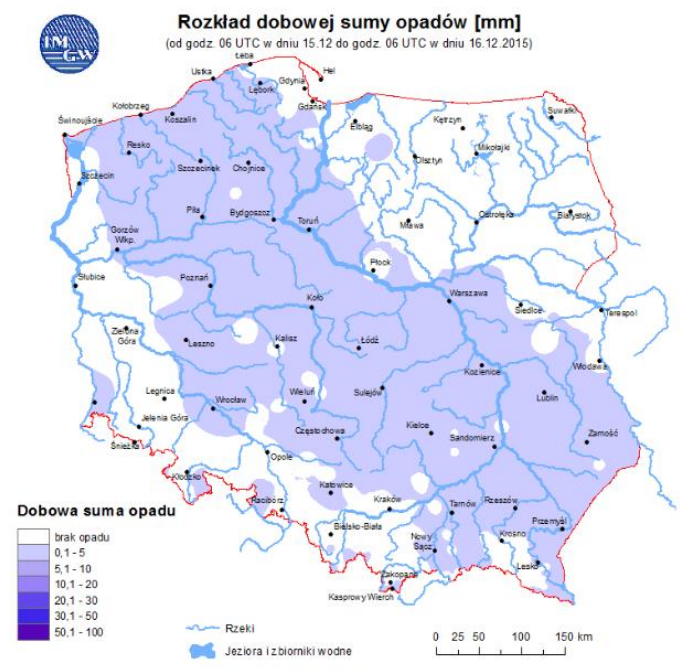 Rozkład dobowej sumy opadów [mm]
(od godz. 06 UTC w dniu 15.12 do godz. 06 UTC w dniu 16.12.2015)
IM
GW
Łeba
Ustka
Hel
Gdynia
Lębork
Gdańsk
Kołobrzeg
Koszalin
Suwałki
Świnoujście
Elbląg
Kętrzyn
Resko
Mikołajki
Olsztyn
Szczecinek
Chojnice
Szczecin
Piła
Bydgoszcz
Toruń
Mława
Ostrołęka
Białystok
Gorzów
Wlkp.
Płock
Słubice
Poznań
Koło
Warszawa
Siedlce
Terespol
Zielona
Góra
Leszno
Kalisz
Łódź
Kozienice
Włodawa
Legnica
Wrocław
Wieluń
Sulejów
Lublin
Jelenia Góra
Częstochowa
Kielce
Sandomierz
Zamość
Śnieżka
Opole
Kłodzko
Katowice
Racibórz
Kraków
Tarnów
Rzeszów
Przemyśl
Bielsko-Biała
Nowy
Sącz
Krosno
Lesko
Zakopane
Kasprowy Wierch
Dobowa suma opadu
brak opadu
0,1 - 5
5,1 - 10
10,1 - 20
20,1 - 30
30,1 - 50
50,1 - 100
Rzeki
Jeziora i zbiorniki wodne
0 25 50 100 150 km